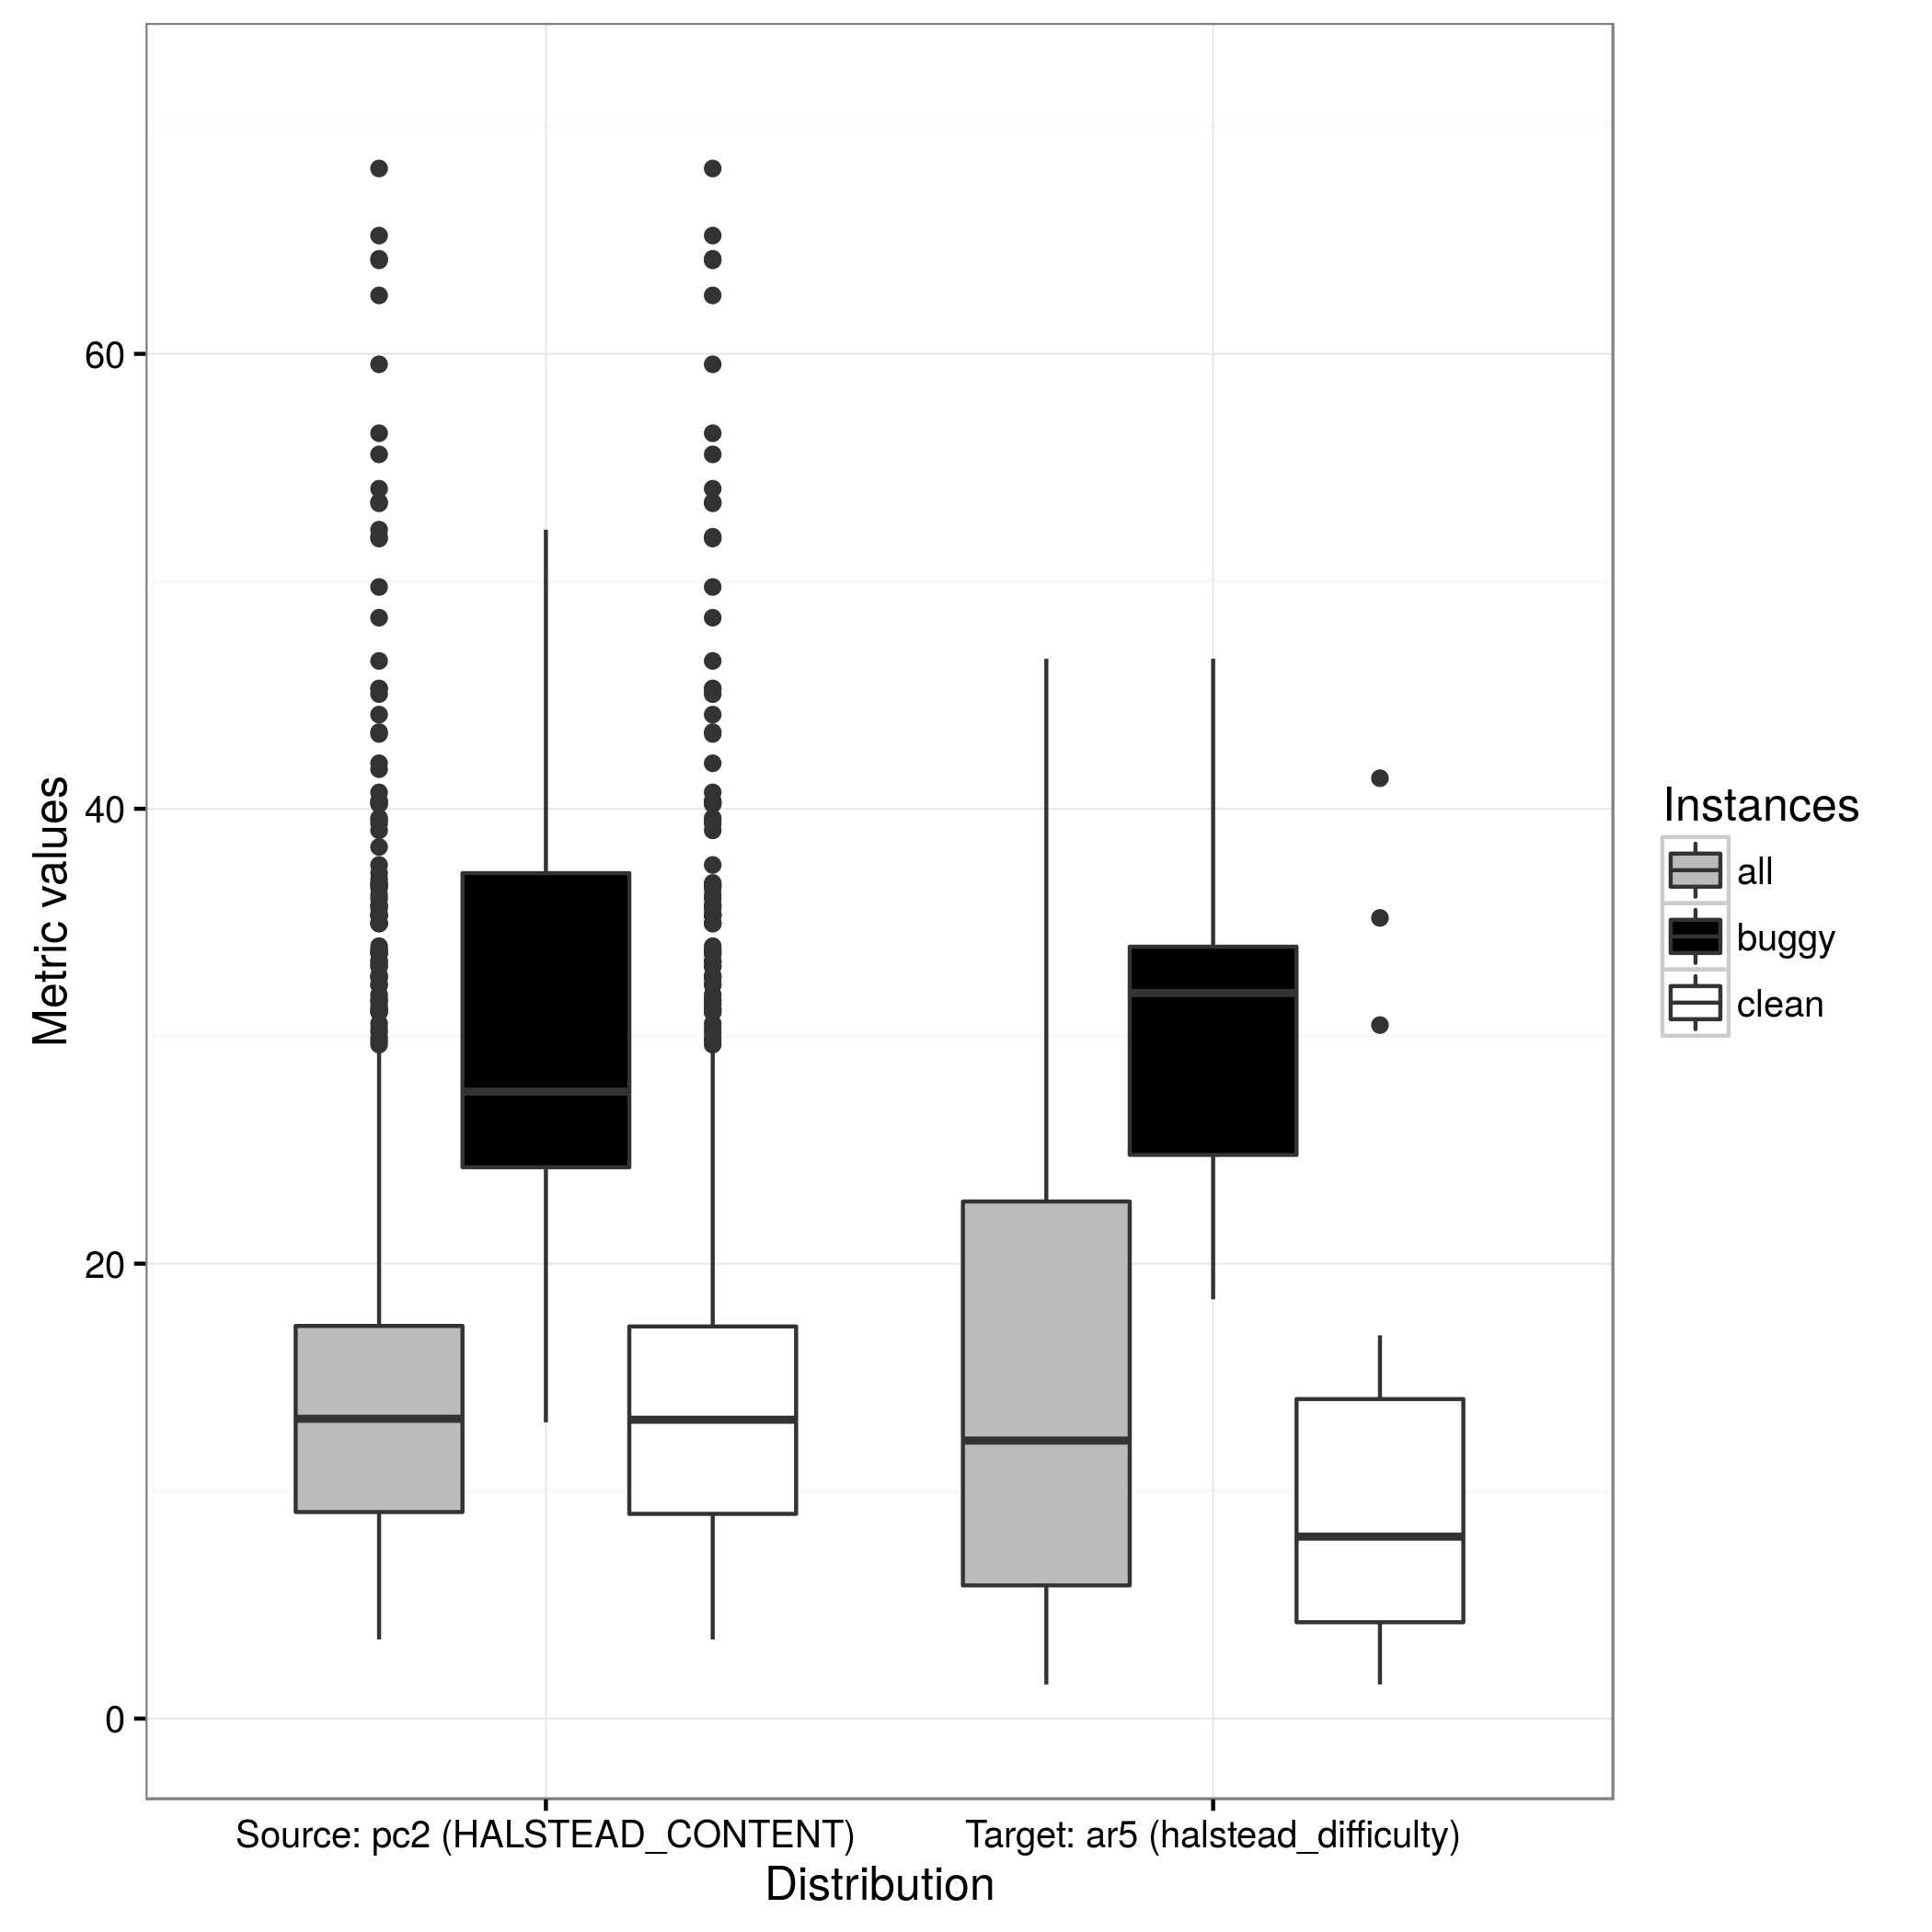 Metric values
60
40
20
0
Source: pc2 (HALSTEAD_CONTENT)
Target: ar5 (halstead_difficulty)
Distribution
Instances
all
buggy
clean